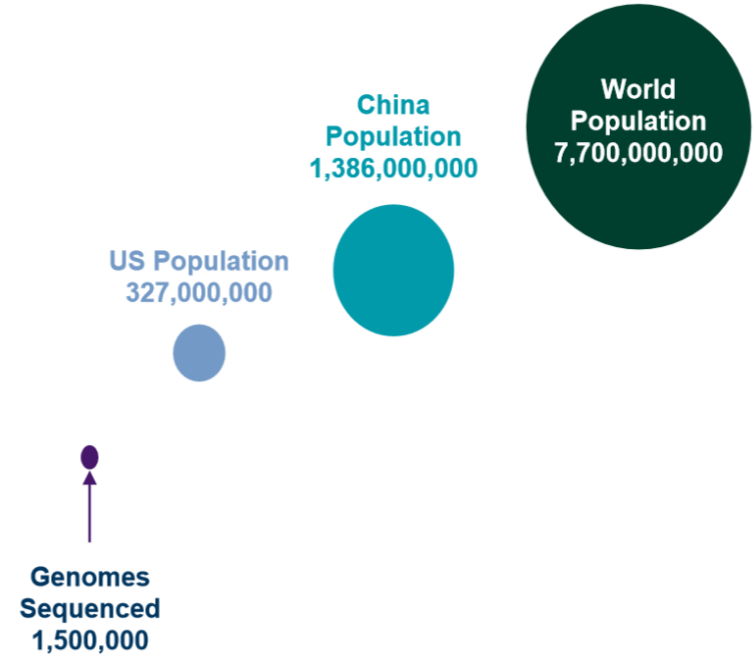 World
Population
7,700,000,000
China
Population
1,386,000,000
US Population
327,000,000
Genomes
Sequenced
1,500,000